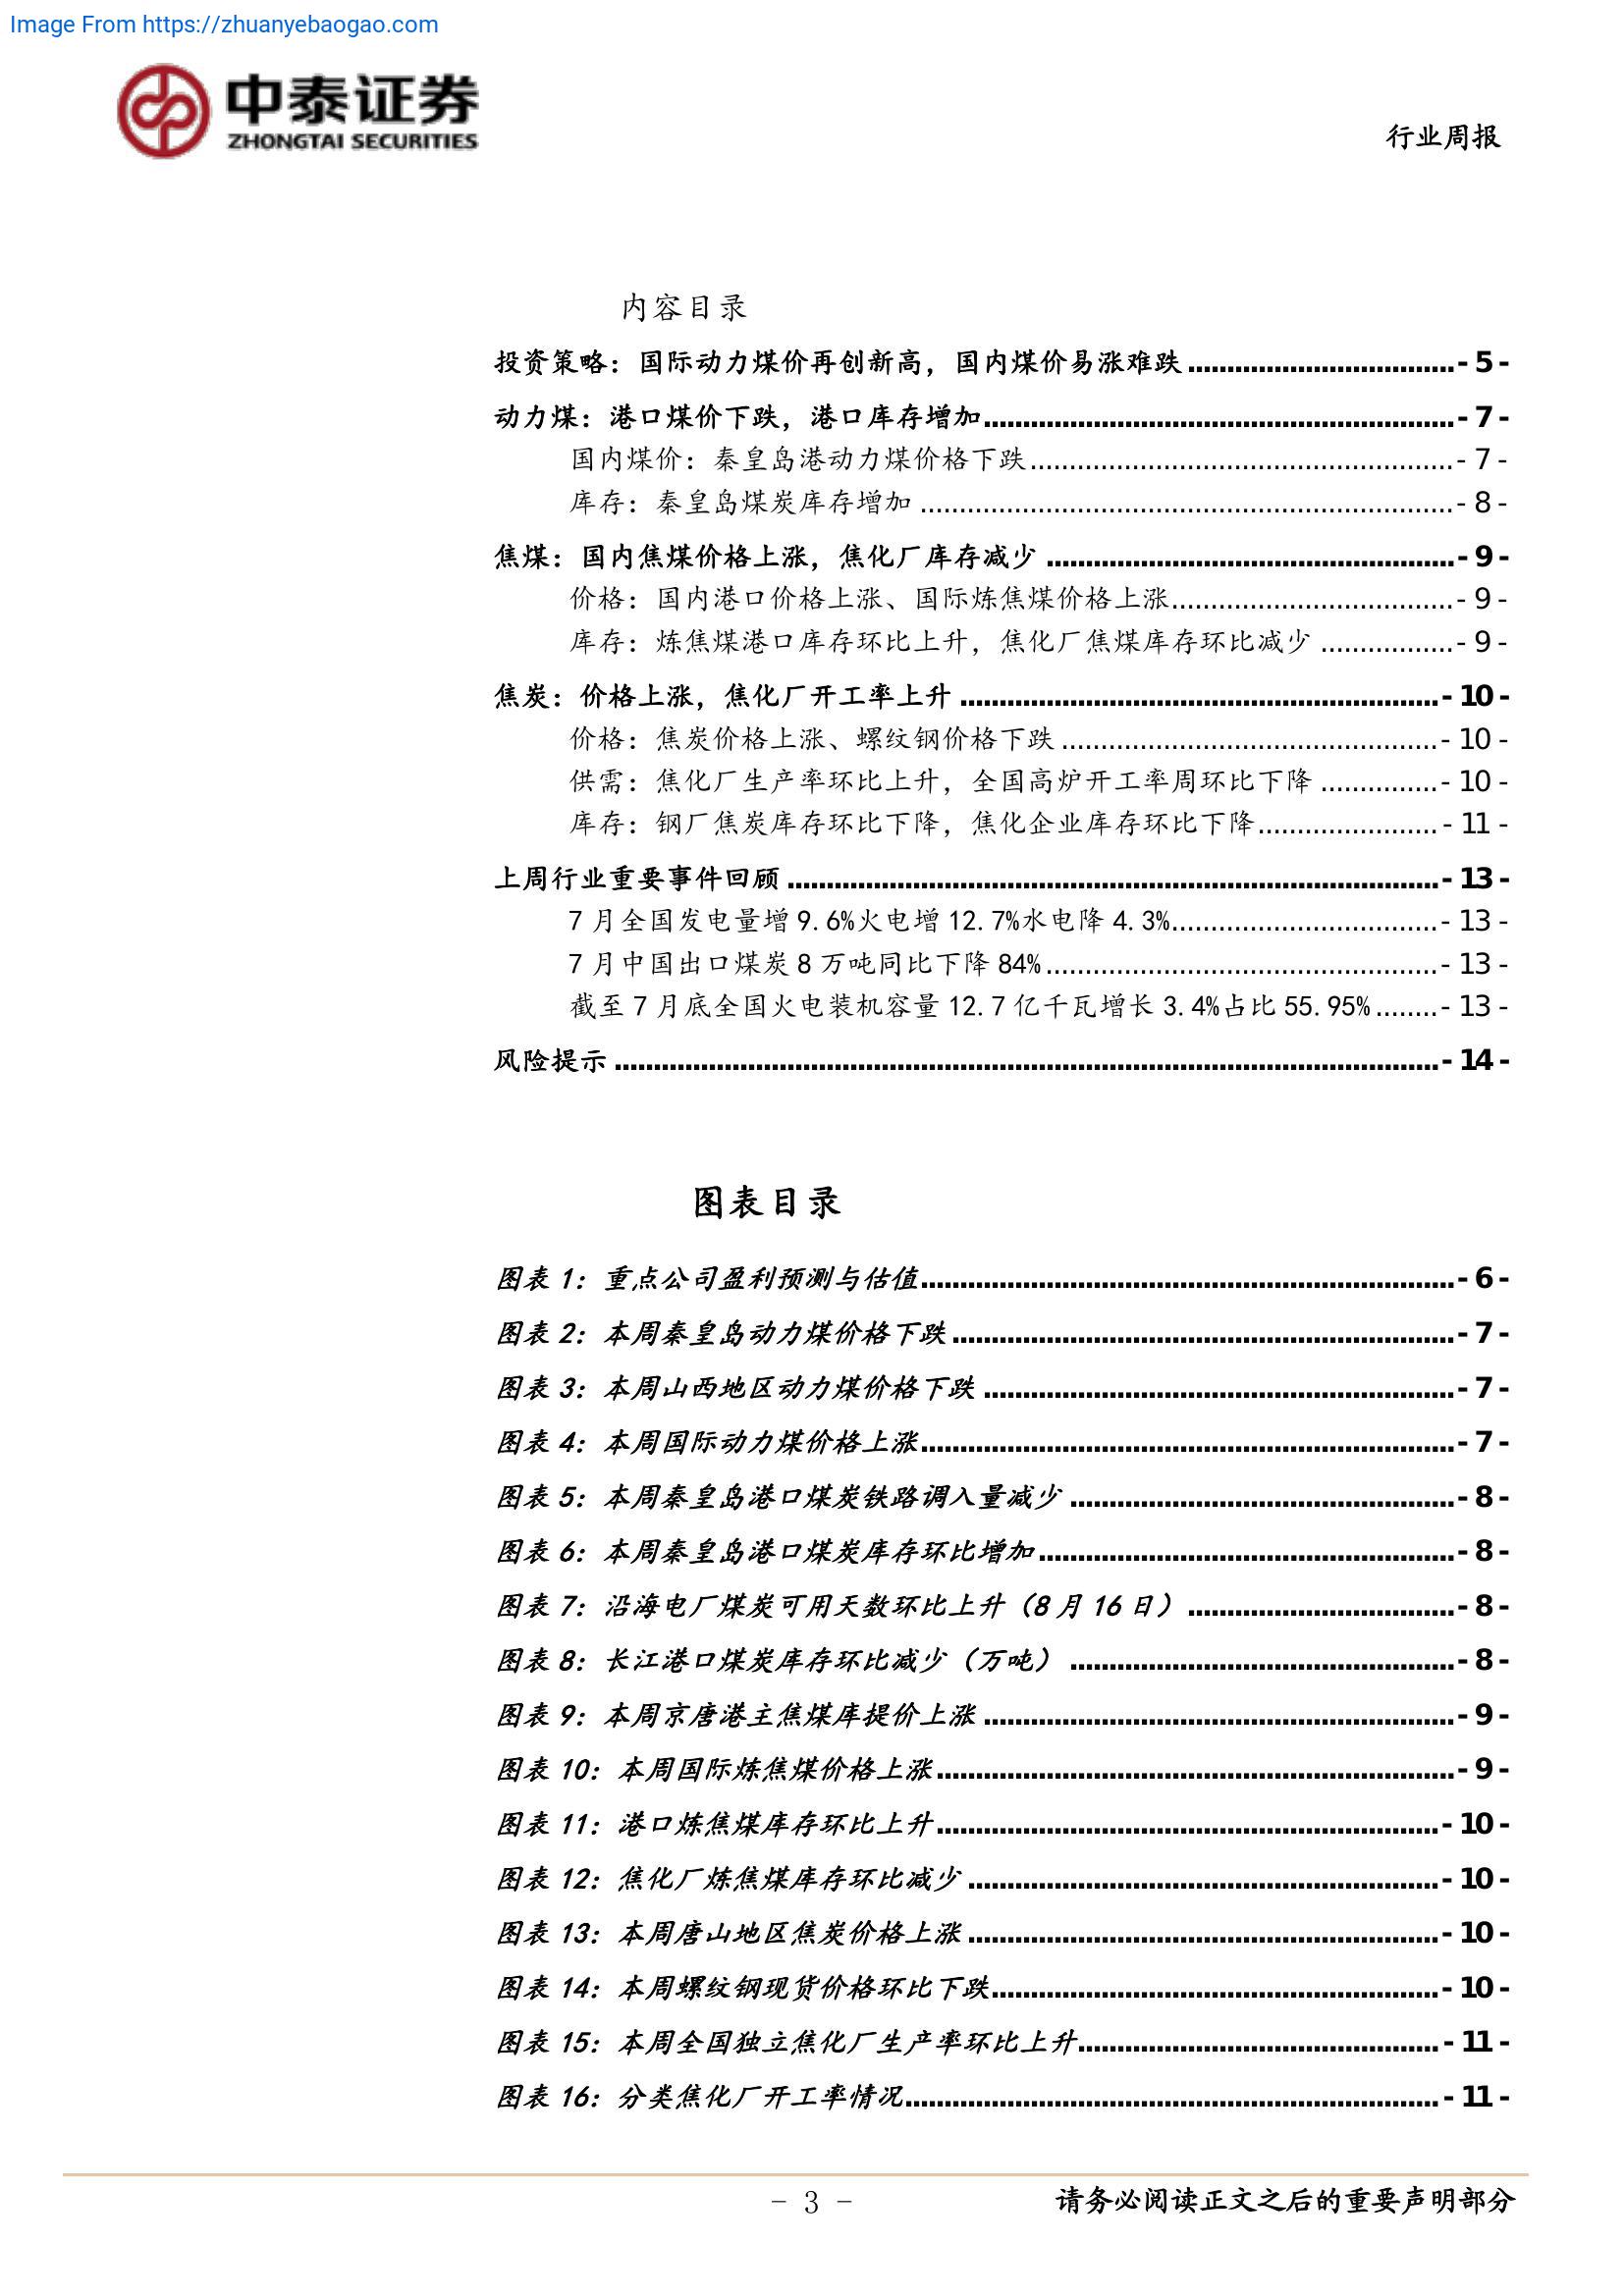 Image From https://zhuanyebaogao.com
中泰证券
ZHONGTAI SECURITIES
行业周报
内容目录
投资策略：国际动力煤价再创新高，国内煤价易涨难跌 - 5 -
动力煤：港口煤价下跌，港口库存增加 - 7 -
国内煤价：秦皇岛港动力煤价格下跌 - 7 -
库存：秦皇岛煤炭库存增加 - 8 -
焦煤：国内焦煤价格上涨，焦化厂库存减少 - 9 -
价格：国内港口价格上涨、国际炼焦煤价格上涨 - 9 -
库存：炼焦煤港口库存环比上升，焦化厂焦煤库存环比减少 - 9 -
焦炭：价格上涨，焦化厂开工率上升 - 10 -
价格：焦炭价格上涨、螺纹钢价格下跌 - 10 -
供需：焦化厂生产率环比上升，全国高炉开工率周环比下降 - 10 -
库存：钢厂焦炭库存环比下降，焦化企业库存环比下降 - 11 -
上周行业重要事件回顾 - 13 -
7 月全国发电量增 9.6%火电增 12.7%水电降 4.3% - 13 -
7 月中国出口煤炭 8 万吨同比下降 84% - 13 -
截至 7 月底全国火电装机容量 12.7 亿千瓦增长 3.4%占比 55.95% - 13 -
风险提示 - 14 -
图表目录
图表 1：重点公司盈利预测与估值 - 6 -
图表 2：本周秦皇岛动力煤价格下跌 - 7 -
图表 3：本周山西地区动力煤价格下跌 - 7 -
图表 4：本周国际动力煤价格上涨 - 7 -
图表 5：本周秦皇岛港口煤炭铁路调入量减少 - 8 -
图表 6：本周秦皇岛港口煤炭库存环比增加 - 8 -
图表 7：沿海电厂煤炭可用天数环比上升（8 月 16 日） - 8 -
图表 8：长江港口煤炭库存环比减少（万吨） - 8 -
图表 9：本周京唐港主焦煤库提价上涨 - 9 -
图表 10：本周国际炼焦煤价格上涨 - 9 -
图表 11：港口炼焦煤库存环比上升 - 10 -
图表 12：焦化厂炼焦煤库存环比减少 - 10 -
图表 13：本周唐山地区焦炭价格上涨 - 10 -
图表 14：本周螺纹钢现货价格环比下跌 - 10 -
图表 15：本周全国独立焦化厂生产率环比上升 - 11 -
图表 16：分类焦化厂开工率情况 - 11 -
- 3 -
请务必阅读正文之后的重要声明部分